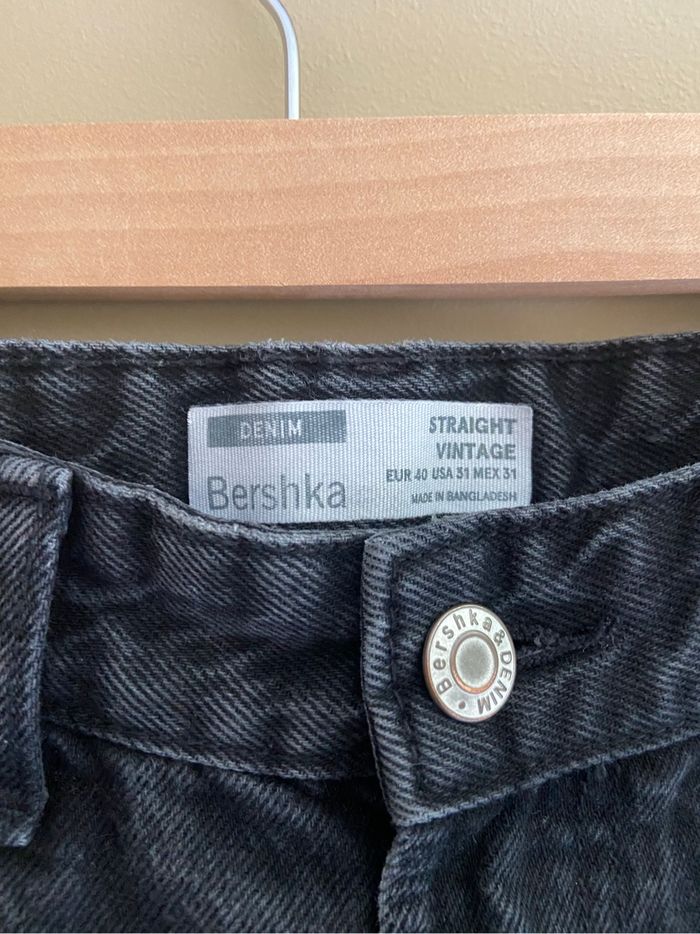 DENIM
Bershka
STRAIGHT
VINTAGE
EUR 40 USA 31 MEX 31
MADE IN BANGLADESH
Bershka & DENIM •